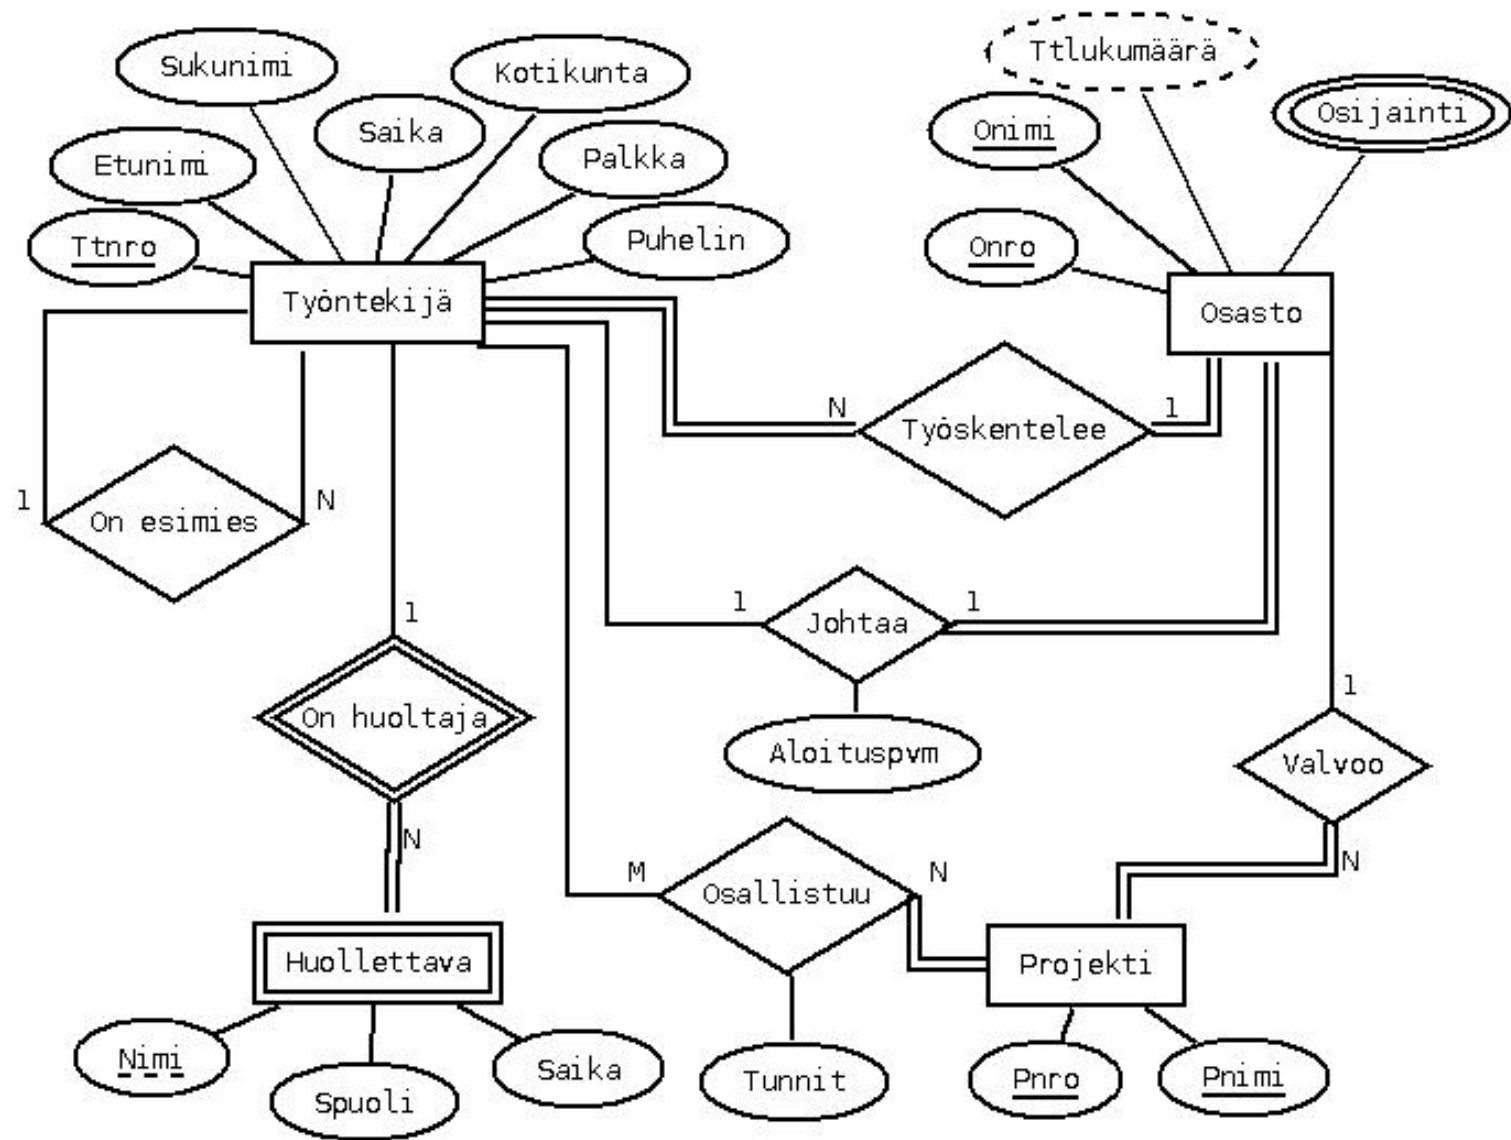 Sukunimi
Kotikunta
Ttlukumäärä
Saika
Onimi
Osijainti
Etunimi
Palkka
Ttnro
Puhelin
Onro
Työntekijä
Osasto
N
Työskentelee
1
1
On esimies
N
1
1
Johtaa
1
On huoltaja
Aloituspvm
1
Valvoo
N
N
M
Osallistuu
N
Huollettava
Projekti
Nimi
Spuoli
Saika
Tunnit
Pnro
Pnimi